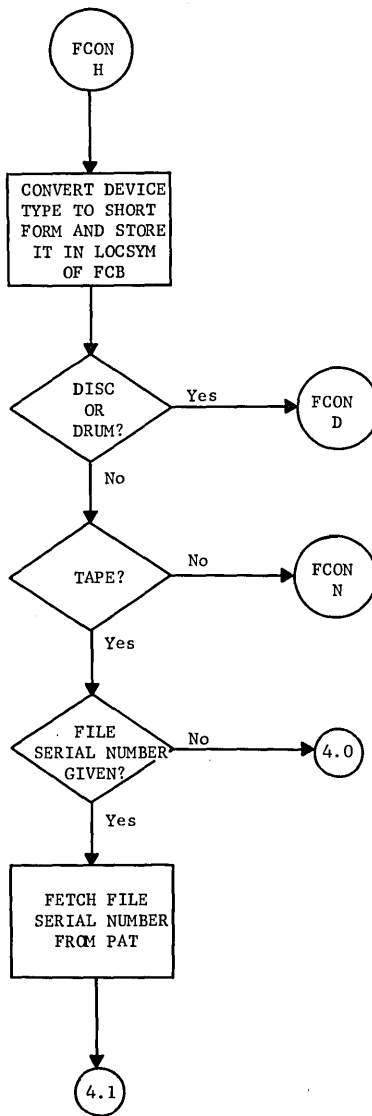 FCON
H
CONVERT DEVICE
TYPE TO SHORT
FORM AND STORE
IT IN LOCSYM
OF FCB
DISC
OR
DRUM?
Yes
FCON
D
No
TAPE?
No
FCON
N
Yes
FILE
SERIAL NUMBER
GIVEN?
No
4.0
Yes
FETCH FILE
SERIAL NUMBER
FROM PAT
4.1